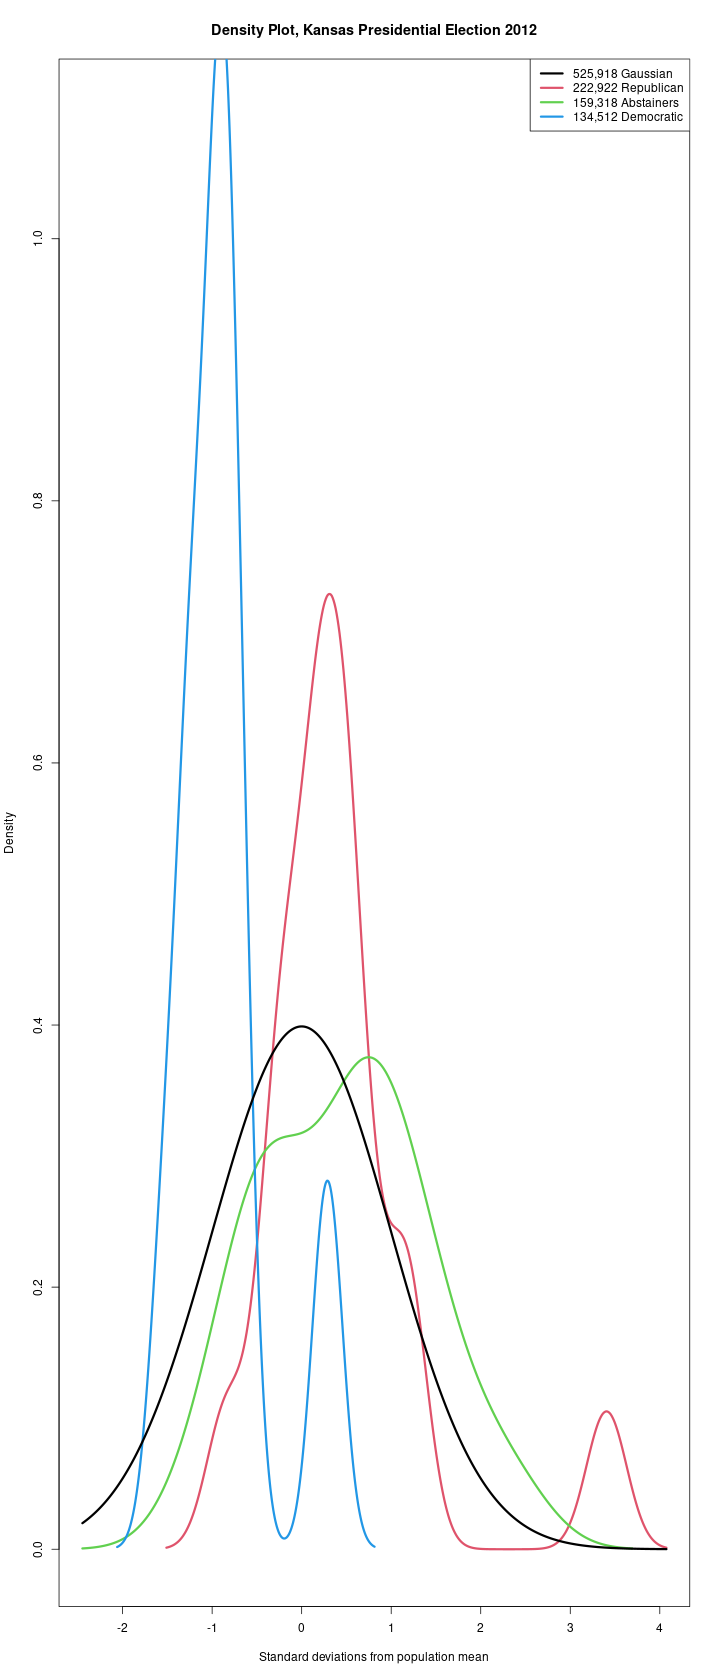 Density Plot, Kansas Presidential Election 2012
525,918 Gaussian
222,922 Republican
159,318 Abstainers
134,512 Democratic
1.0
0.8
0.6
0.4
0.2
0.0
Density
-2 -1 0 1 2 3 4
Standard deviations from population mean